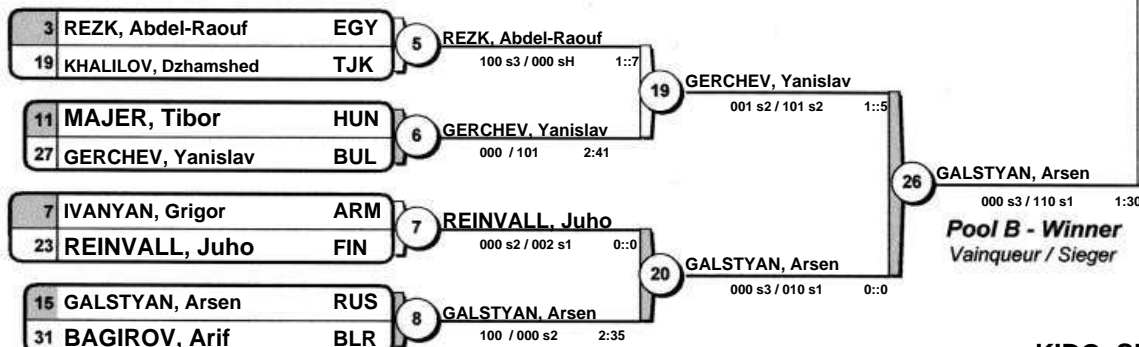 3 REZK, Abdel-Raouf EGY
19 KHALILOV, Dzhamshed TJK
5
REZK, Abdel-Raouf
100 s3 / 000 sH 1::7
11 MAJER, Tibor HUN
27 GERCHEV, Yanislav BUL
6
GERCHEV, Yanislav
000 / 101 2:41
19
GERCHEV, Yanislav
001 s2 / 101 s2 1::5
7 IVANYAN, Grigor ARM
23 REINVALL, Juho FIN
7
REINVALL, Juho
000 s2 / 002 s1 0::0
15 GALSTYAN, Arsen RUS
31 BAGIROV, Arif BLR
8
GALSTYAN, Arsen
100 / 000 s2 2:35
20
GALSTYAN, Arsen
000 s3 / 010 s1 0::0
26
GALSTYAN, Arsen
000 s3 / 110 s1 1:30
Pool B - Winner
Vainqueur / Sieger